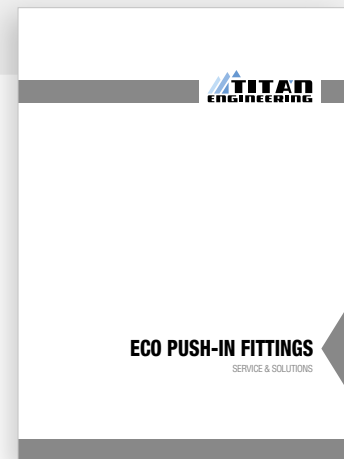 TITAN
ENGINEERING
ECO PUSH-IN FITTINGS
SERVICE & SOLUTIONS